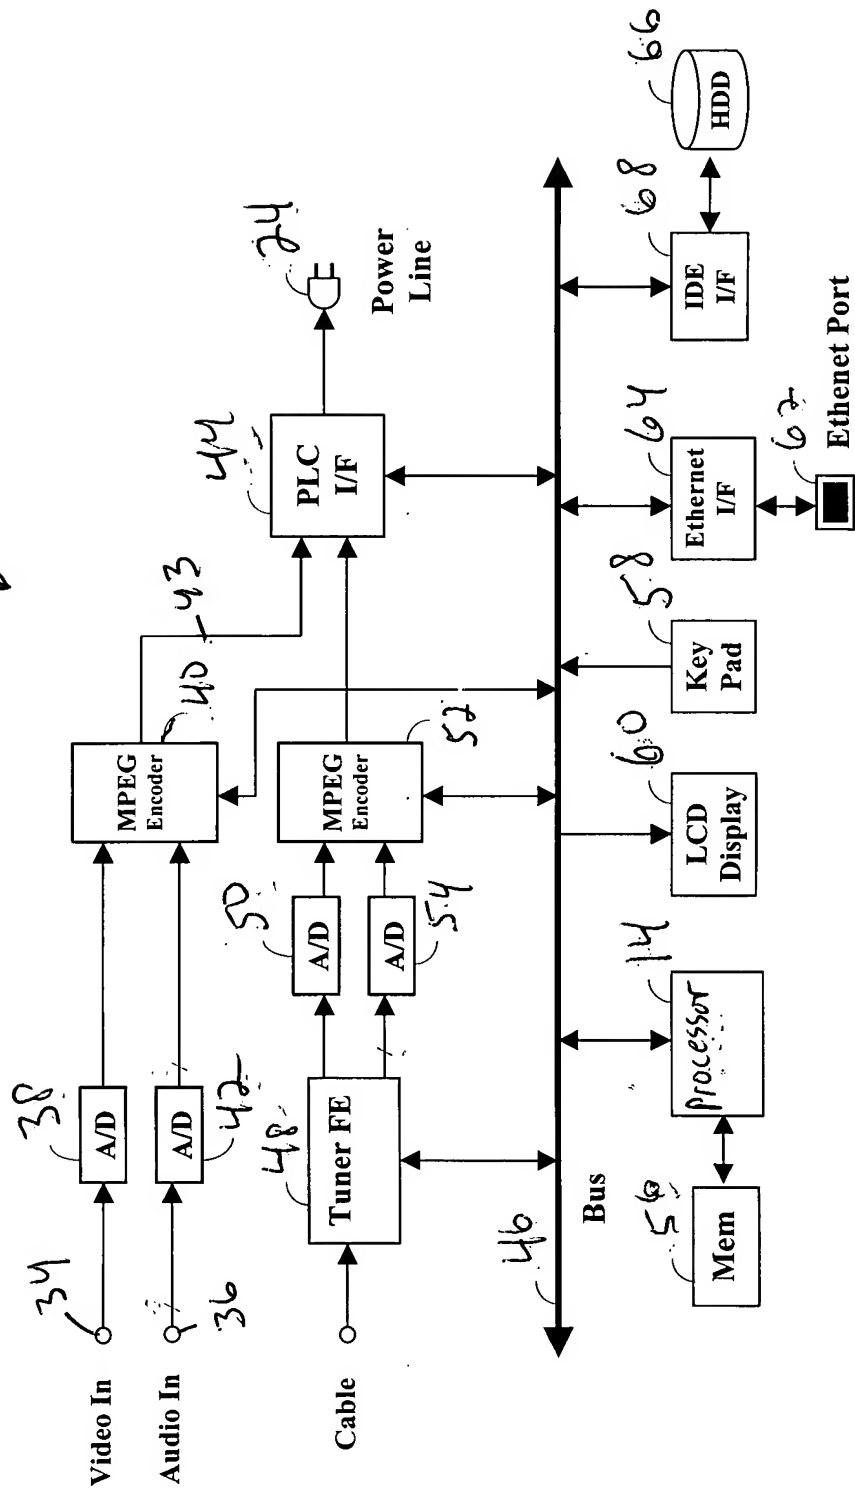 Video In
34
38
A/D
MPEG
Encoder
40
43
Audio In
36
A/D
42
44
PLC
I/F
24
Power
Line
Cable
48
Tuner FE
50
A/D
A/D
54
MPEG
Encoder
52
46
Bus
56
Mem
14
processor
60
LCD
Display
58
Key
Pad
64
Ethernet
I/F
62
Ethenet Port
68
IDE
I/F
66
HDD